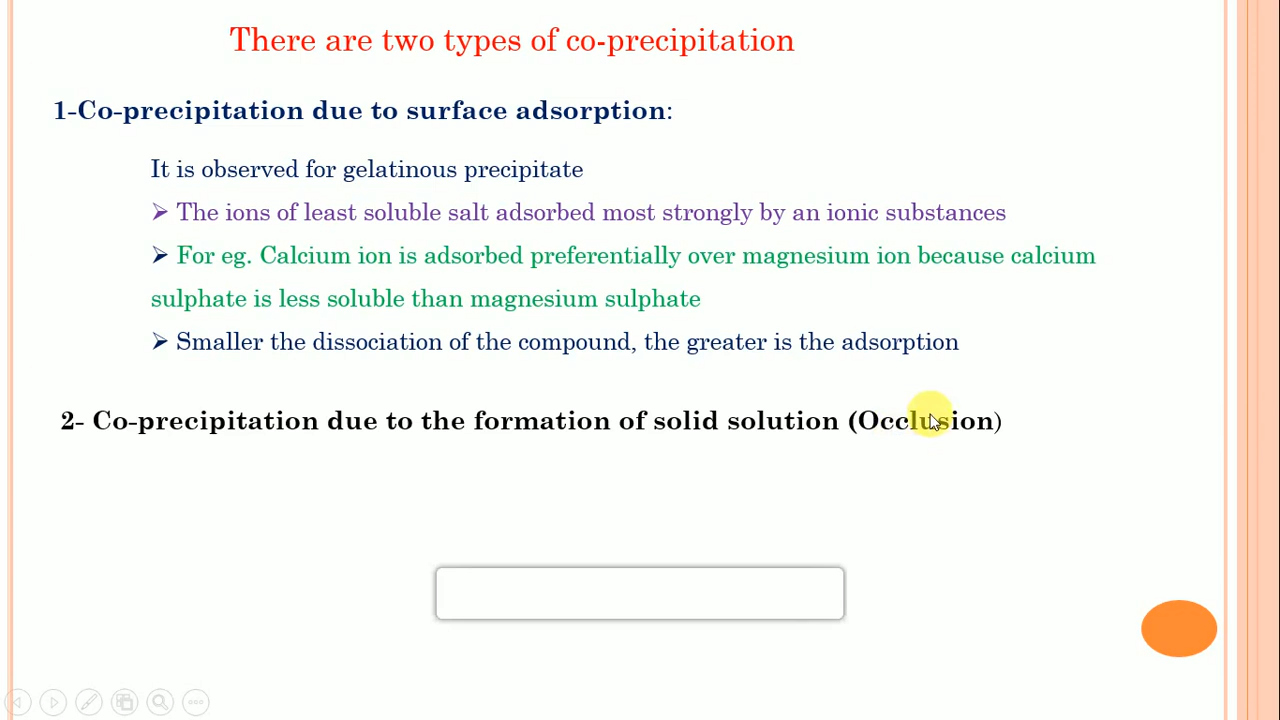 There are two types of co-precipitation
1-Co-precipitation due to surface adsorption:
It is observed for gelatinous precipitate
➢ The ions of least soluble salt adsorbed most strongly by an ionic substances
➢ For eg. Calcium ion is adsorbed preferentially over magnesium ion because calcium
sulphate is less soluble than magnesium sulphate
➢ Smaller the dissociation of the compound, the greater is the adsorption
2- Co-precipitation due to the formation of solid solution (Occlusion)